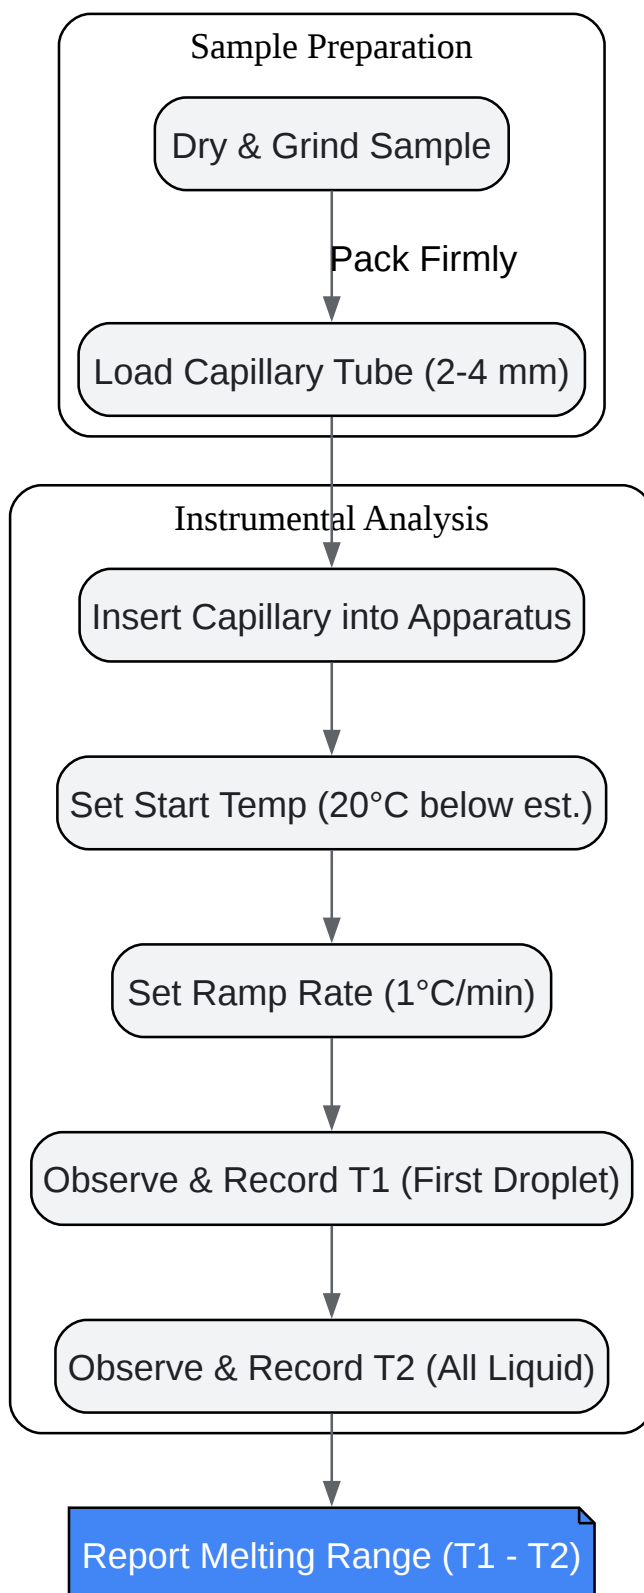 Sample Preparation
Dry & Grind Sample
Pack Firmly
Load Capillary Tube (2-4 mm)
Instrumental Analysis
Insert Capillary into Apparatus
Set Start Temp (20°C below est.)
Set Ramp Rate (1°C/min)
Observe & Record T1 (First Droplet)
Observe & Record T2 (All Liquid)
Report Melting Range (T1 - T2)